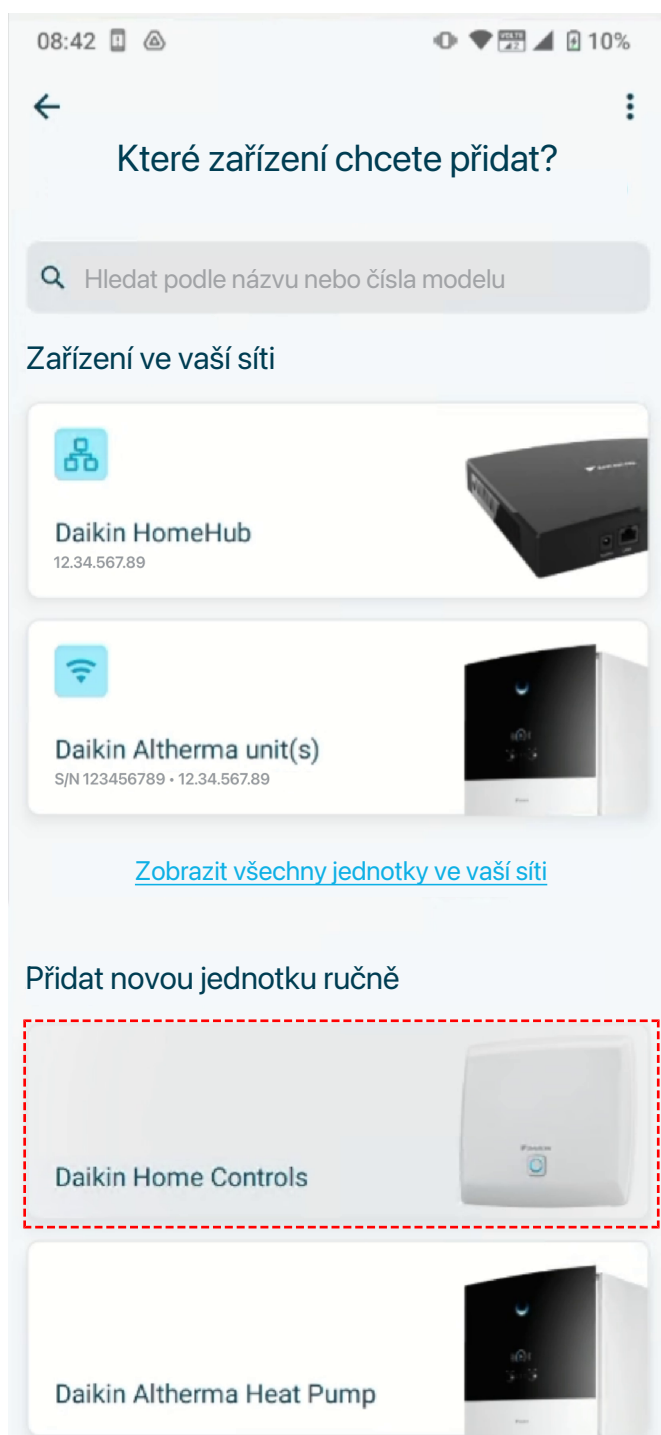 08:42
10%
Které zařízení chcete přidat?
Hledat podle názvu nebo čísla modelu
Zařízení ve vaší síti
Daikin HomeHub
12.34.567.89
Daikin Altherma unit(s)
S/N 123456789 • 12.34.567.89
Zobrazit všechny jednotky ve vaší síti
Přidat novou jednotku ručně
Daikin Home Controls
Daikin Altherma Heat Pump